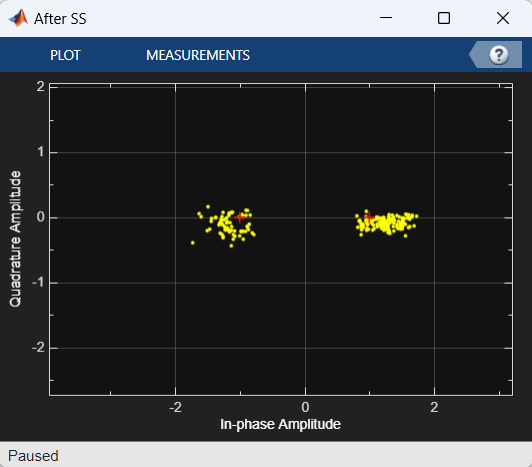 After SS
PLOT MEASUREMENTS ?
2
1
0
-1
-2
Quadrature Amplitude
-2 0 2
In-phase Amplitude
Paused